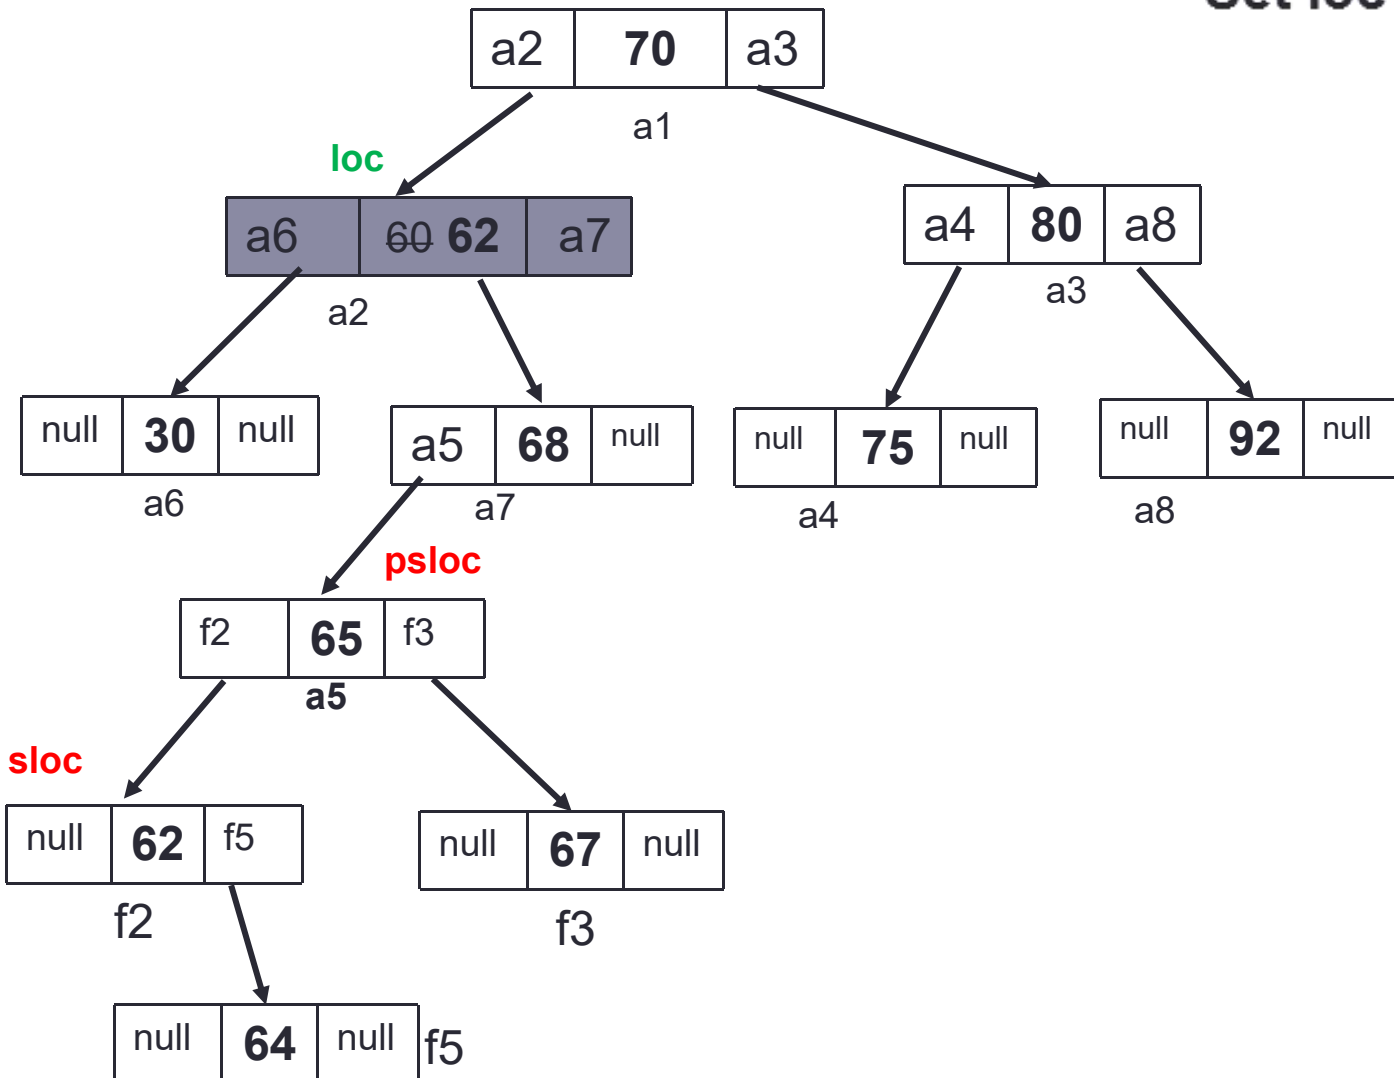 Set loc
a2 70 a3
a1
loc
a6 60 62 a7
a2
a4 80 a8
a3
null 30 null
a6
a5 68 null
a7
null 75 null
a4
null 92 null
a8
psloc
f2 65 f3
a5
sloc
null 62 f5
f2
null 67 null
f3
null 64 null f5